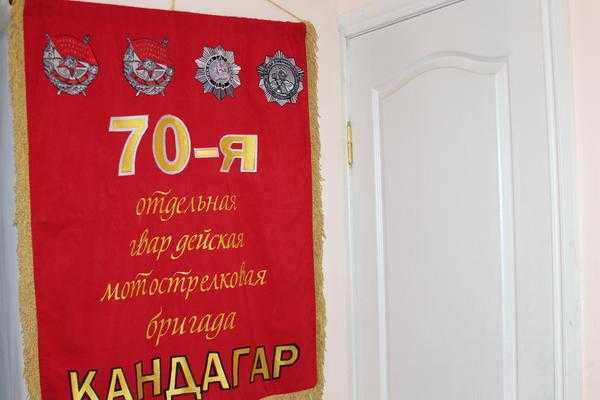 70-я
отдельная
гвардейская
мотострелковая
бригада
КАНДАГАР